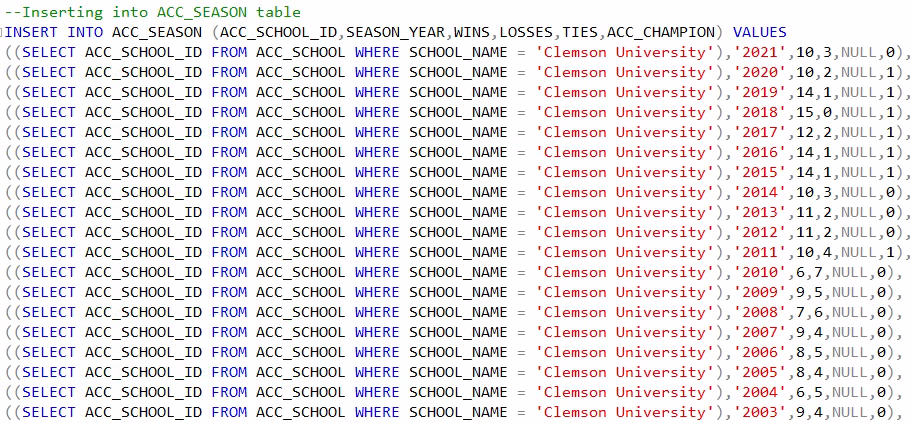 --Inserting into ACC_SEASON table
INSERT INTO ACC_SEASON (ACC_SCHOOL_ID,SEASON_YEAR,WINS,LOSSES,TIES,ACC_CHAMPION) VALUES
((SELECT ACC_SCHOOL_ID FROM ACC_SCHOOL WHERE SCHOOL_NAME = 'Clemson University'),'2021',10,3,NULL,0),
((SELECT ACC_SCHOOL_ID FROM ACC_SCHOOL WHERE SCHOOL_NAME = 'Clemson University'),'2020',10,2,NULL,1),
((SELECT ACC_SCHOOL_ID FROM ACC_SCHOOL WHERE SCHOOL_NAME = 'Clemson University'),'2019',14,1,NULL,1),
((SELECT ACC_SCHOOL_ID FROM ACC_SCHOOL WHERE SCHOOL_NAME = 'Clemson University'),'2018',15,0,NULL,1),
((SELECT ACC_SCHOOL_ID FROM ACC_SCHOOL WHERE SCHOOL_NAME = 'Clemson University'),'2017',12,2,NULL,1),
((SELECT ACC_SCHOOL_ID FROM ACC_SCHOOL WHERE SCHOOL_NAME = 'Clemson University'),'2016',14,1,NULL,1),
((SELECT ACC_SCHOOL_ID FROM ACC_SCHOOL WHERE SCHOOL_NAME = 'Clemson University'),'2015',14,1,NULL,1),
((SELECT ACC_SCHOOL_ID FROM ACC_SCHOOL WHERE SCHOOL_NAME = 'Clemson University'),'2014',10,3,NULL,0),
((SELECT ACC_SCHOOL_ID FROM ACC_SCHOOL WHERE SCHOOL_NAME = 'Clemson University'),'2013',11,2,NULL,0),
((SELECT ACC_SCHOOL_ID FROM ACC_SCHOOL WHERE SCHOOL_NAME = 'Clemson University'),'2012',11,2,NULL,0),
((SELECT ACC_SCHOOL_ID FROM ACC_SCHOOL WHERE SCHOOL_NAME = 'Clemson University'),'2011',10,4,NULL,1),
((SELECT ACC_SCHOOL_ID FROM ACC_SCHOOL WHERE SCHOOL_NAME = 'Clemson University'),'2010',6,7,NULL,0),
((SELECT ACC_SCHOOL_ID FROM ACC_SCHOOL WHERE SCHOOL_NAME = 'Clemson University'),'2009',9,5,NULL,0),
((SELECT ACC_SCHOOL_ID FROM ACC_SCHOOL WHERE SCHOOL_NAME = 'Clemson University'),'2008',7,6,NULL,0),
((SELECT ACC_SCHOOL_ID FROM ACC_SCHOOL WHERE SCHOOL_NAME = 'Clemson University'),'2007',9,4,NULL,0),
((SELECT ACC_SCHOOL_ID FROM ACC_SCHOOL WHERE SCHOOL_NAME = 'Clemson University'),'2006',8,5,NULL,0),
((SELECT ACC_SCHOOL_ID FROM ACC_SCHOOL WHERE SCHOOL_NAME = 'Clemson University'),'2005',8,4,NULL,0),
((SELECT ACC_SCHOOL_ID FROM ACC_SCHOOL WHERE SCHOOL_NAME = 'Clemson University'),'2004',6,5,NULL,0),
((SELECT ACC_SCHOOL_ID FROM ACC_SCHOOL WHERE SCHOOL_NAME = 'Clemson University'),'2003',9,4,NULL,0),